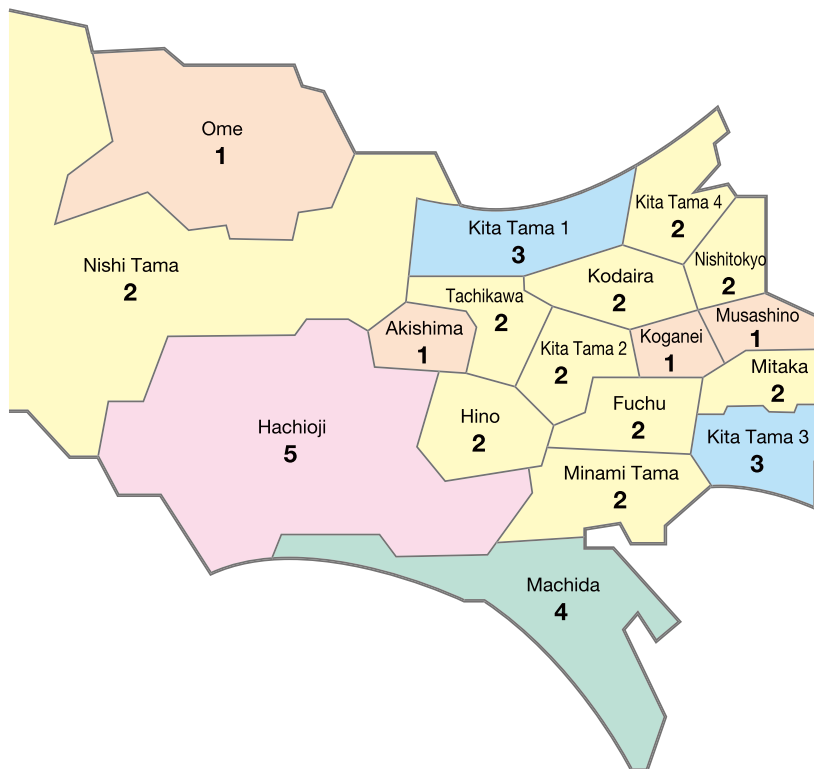 Ome
1
Kita Tama 4
2
Kita Tama 1
3
Nishitokyo
2
Nishi Tama
2
Kodaira
2
Tachikawa
2
Musashino
1
Akishima
1
Koganei
1
Kita Tama 2
2
Mitaka
2
Fuchu
2
Hino
2
Hachioji
5
Kita Tama 3
3
Minami Tama
2
Machida
4